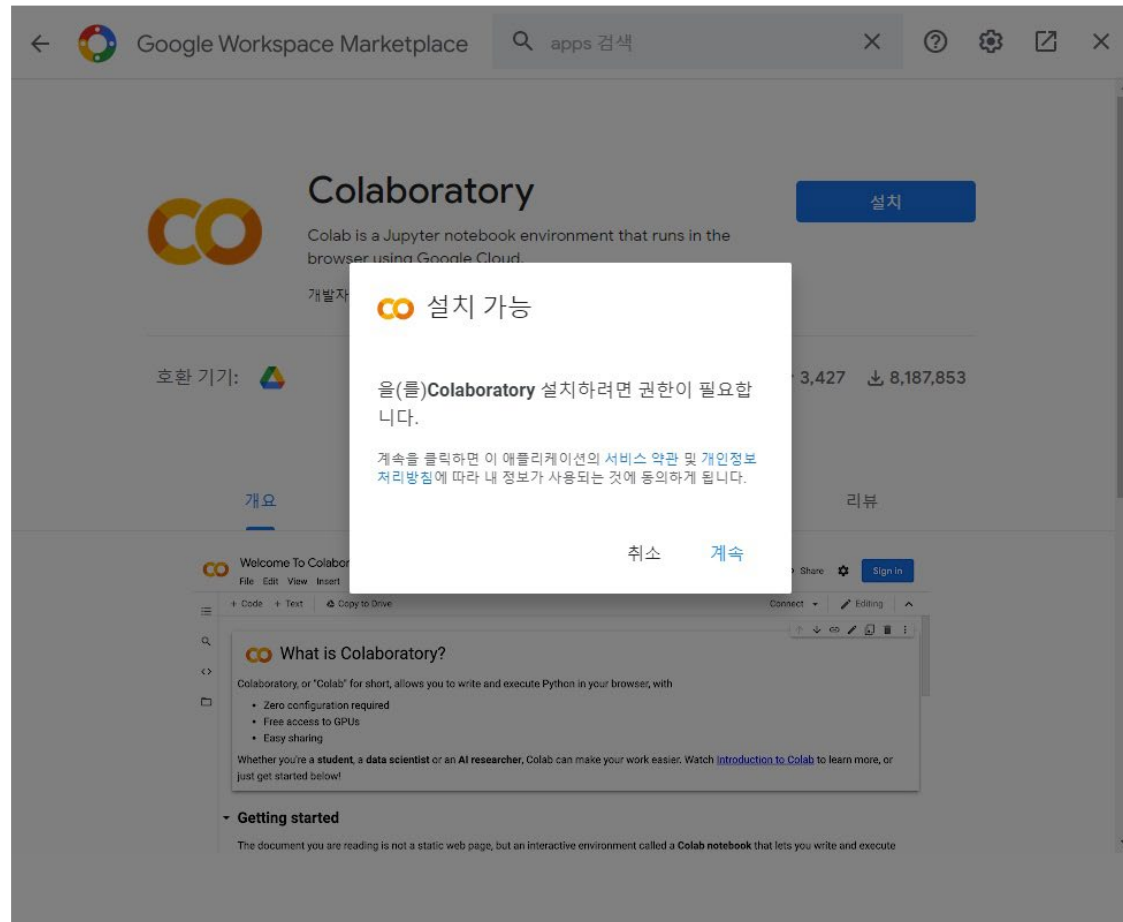 Google Workspace Marketplace
apps 검색
Colaboratory
설치
Colab is a Jupyter notebook environment that runs in the
browser using Google Cloud.
개발자
설치 가능
호환 기기:
3,427
8,187,853
을(를)Colaboratory 설치하려면 권한이 필요합
니다.
계속을 클릭하면 이 애플리케이션의 서비스 약관 및 개인정보
처리방침에 따라 내 정보가 사용되는 것에 동의하게 됩니다.
취소
계속
개요
리뷰
CO Welcome To Colabor
File Edit View Insert
Share
Sign in
+ Code + Text Copy to Drive
Connect
Editing
CO What is Colaboratory?
Colaboratory, or "Colab" for short, allows you to write and execute Python in your browser, with
• Zero configuration required
• Free access to GPUs
• Easy sharing
Whether you're a student, a data scientist or an AI researcher, Colab can make your work easier. Watch Introduction to Colab to learn more, or
just get started below!
Getting started
The document you are reading is not a static web page, but an interactive environment called a Colab notebook that lets you write and execute